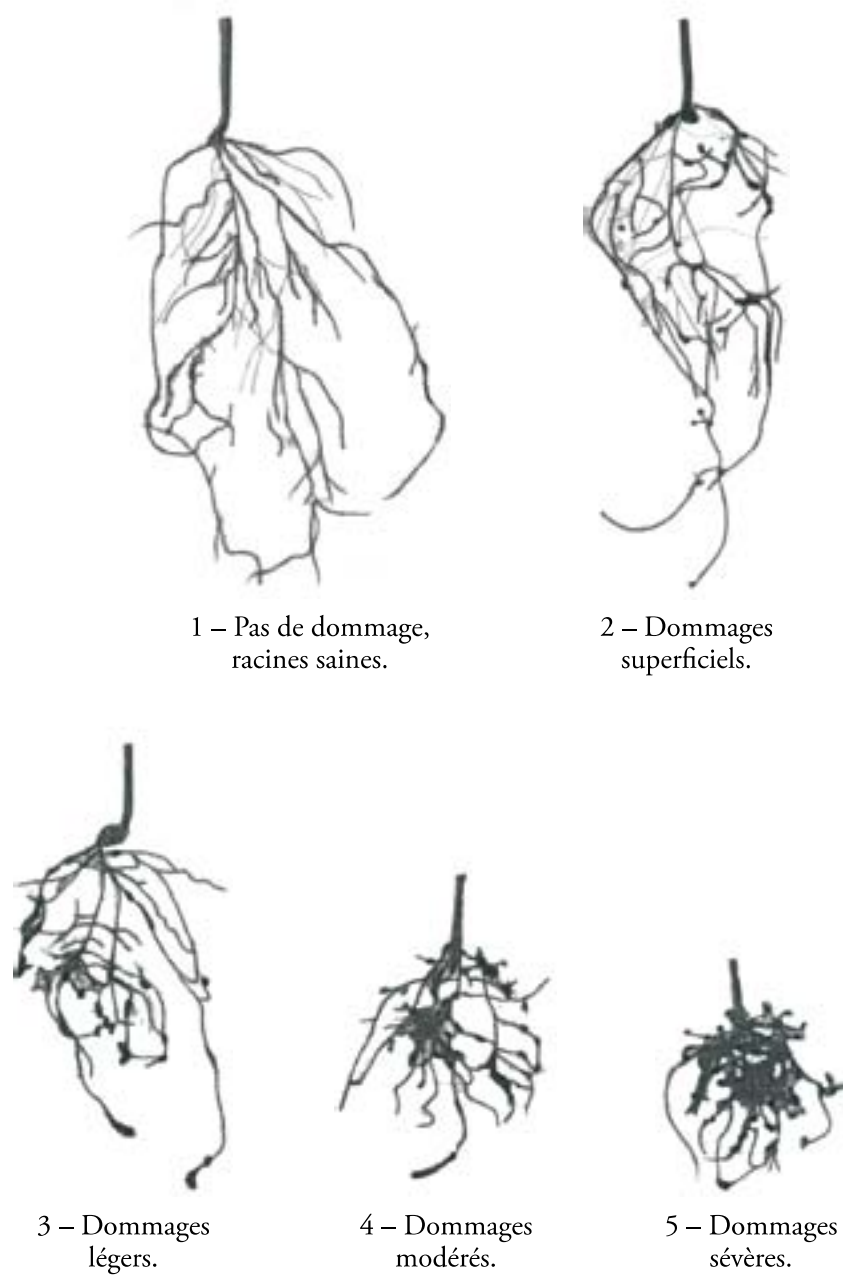 1 – Pas de dommage,
racines saines.
2 – Dommages
superficiels.
3 – Dommages
légers.
4 – Dommages
modérés.
5 – Dommages
sévères.